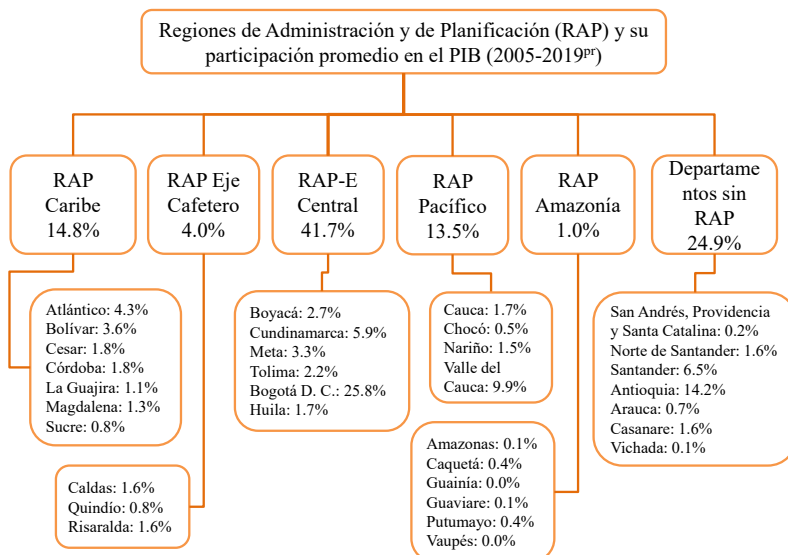 Regiones de Administración y de Planificación (RAP) y su
participación promedio en el PIB (2005-2019ᵖʳ)
RAP
Caribe
14.8%
RAP Eje
Cafetero
4.0%
RAP-E
Central
41.7%
RAP
Pacífico
13.5%
RAP
Amazonía
1.0%
Departame
ntos sin
RAP
24.9%
Atlántico: 4.3%
Bolívar: 3.6%
Cesar: 1.8%
Córdoba: 1.8%
La Guajira: 1.1%
Magdalena: 1.3%
Sucre: 0.8%
Caldas: 1.6%
Quindío: 0.8%
Risaralda: 1.6%
Boyacá: 2.7%
Cundinamarca: 5.9%
Meta: 3.3%
Tolima: 2.2%
Bogotá D. C.: 25.8%
Huila: 1.7%
Cauca: 1.7%
Chocó: 0.5%
Nariño: 1.5%
Valle del
Cauca: 9.9%
Amazonas: 0.1%
Caquetá: 0.4%
Guainía: 0.0%
Guaviare: 0.1%
Putumayo: 0.4%
Vaupés: 0.0%
San Andrés, Providencia
y Santa Catalina: 0.2%
Norte de Santander: 1.6%
Santander: 6.5%
Antioquia: 14.2%
Arauca: 0.7%
Casanare: 1.6%
Vichada: 0.1%